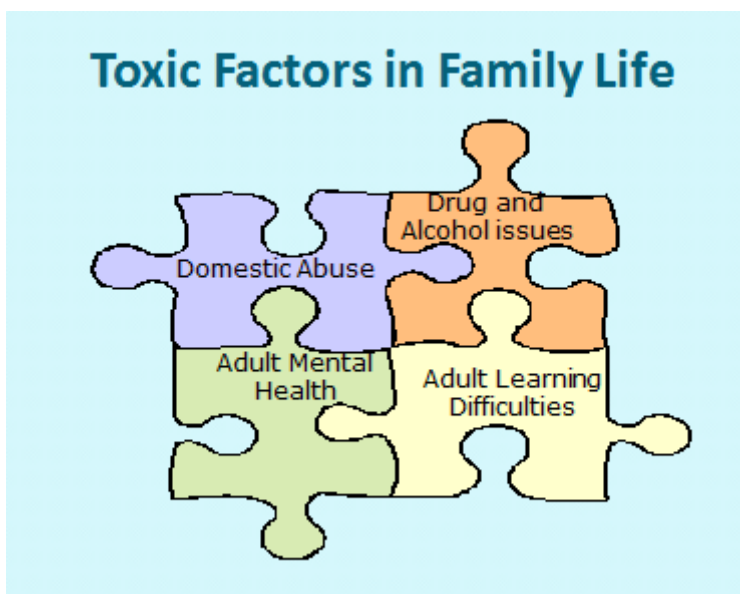 Toxic Factors in Family Life
Drug and
Alcohol issues
Domestic Abuse
Adult Mental
Health
Adult Learning
Difficulties